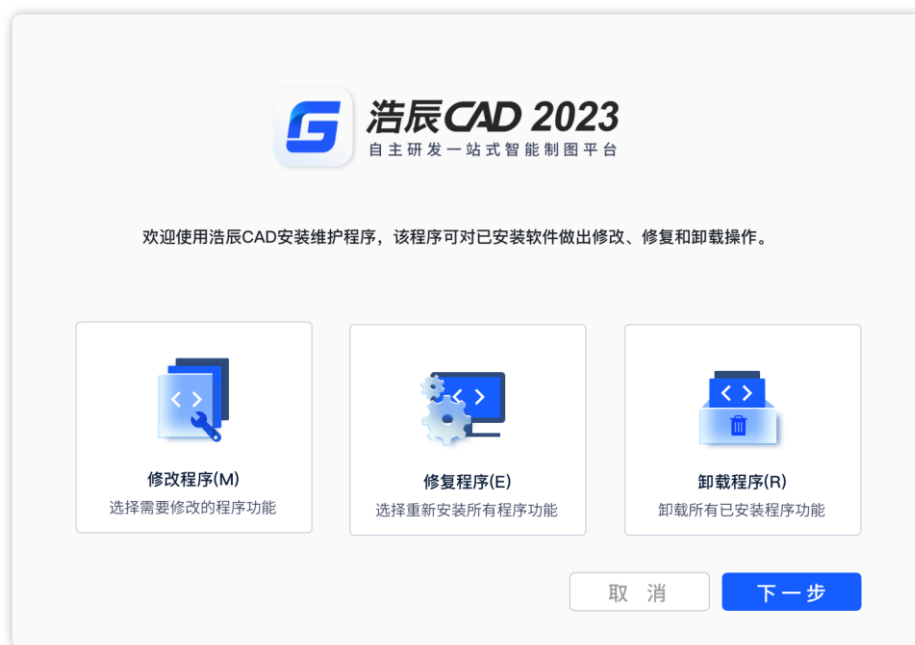 浩辰CAD 2023
自主研发一站式智能制图平台
欢迎使用浩辰CAD安装维护程序，该程序可对已安装软件做出修改、修复和卸载操作。
修改程序(M)
选择需要修改的程序功能
修复程序(E)
选择重新安装所有程序功能
卸载程序(R)
卸载所有已安装程序功能
取 消
下一步